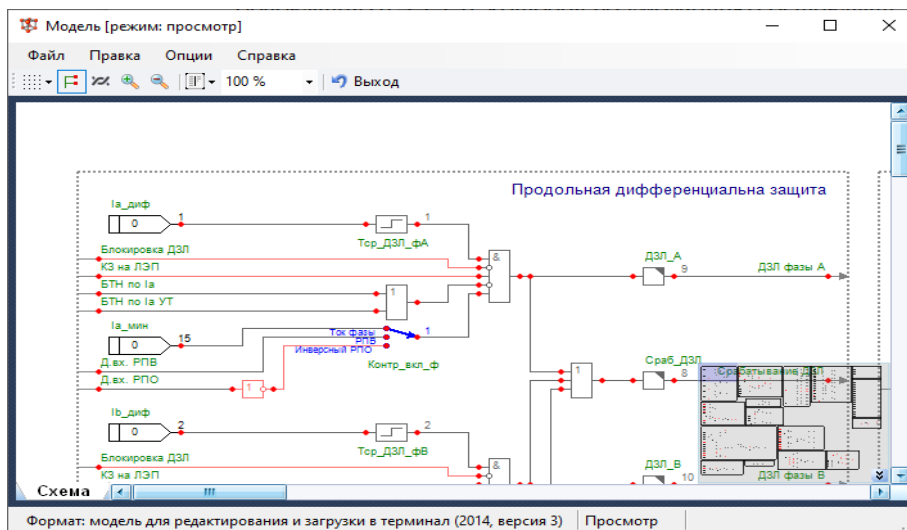 Модель [режим: просмотр]
Файл Правка Опции Справка
100 % Выход
Продольная дифференциальна защита
Ia_диф
0 1 1
Тср_ДЗЛ_фА
Блокировка ДЗЛ
КЗ на ЛЭП
БТН по Ia
БТН по Ia УТ
&
1
ДЗЛ_А
9 ДЗЛ фазы А
Ia_мин
0 15
Ток фазы
РПВ
Инверсный РПО
1
Контр_вкл_ф
Д.вх. РПВ
Д.вх. РПО
1
1
Сраб_ДЗЛ
8 Срабатывание ДЗЛ
Ib_диф
0 2 2
Тср_ДЗЛ_фВ
Блокировка ДЗЛ
КЗ на ЛЭП
&
ДЗЛ_В
10 ДЗЛ фазы В
Схема
Формат: модель для редактирования и загрузки в терминал (2014, версия 3) Просмотр